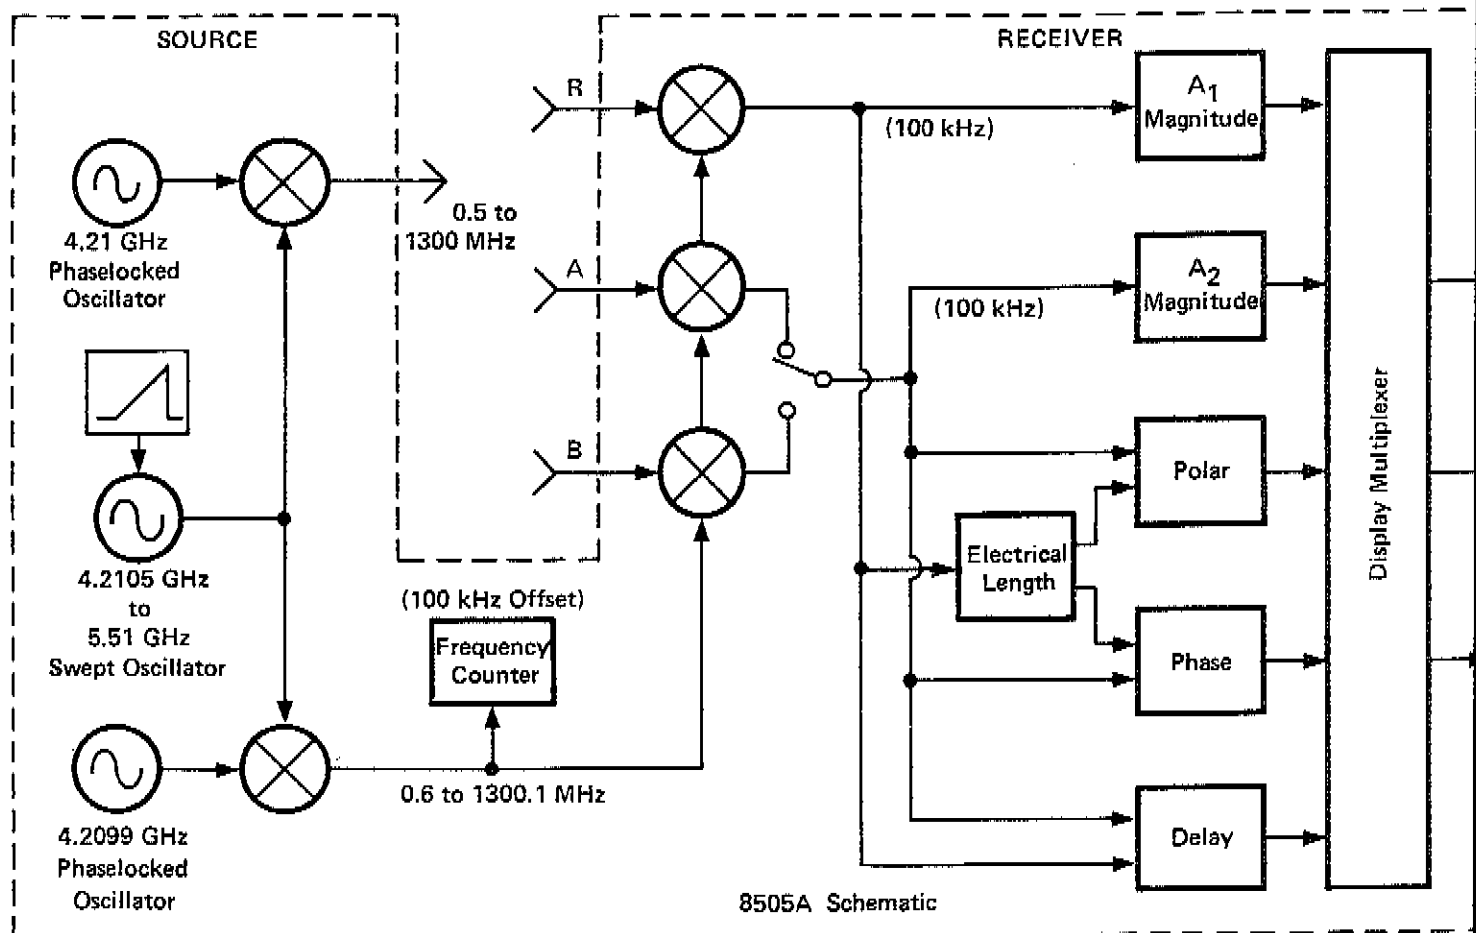 SOURCE
RECEIVER
R
A
B
4.21 GHz
Phaselocked
Oscillator
0.5 to
1300 MHz
4.2105 GHz
to
5.51 GHz
Swept Oscillator
(100 kHz Offset)
Frequency
Counter
0.6 to 1300.1 MHz
4.2099 GHz
Phaselocked
Oscillator
(100 kHz)
A1
Magnitude
(100 kHz)
A2
Magnitude
Polar
Electrical
Length
Phase
Delay
Display Multiplexer
8505A Schematic